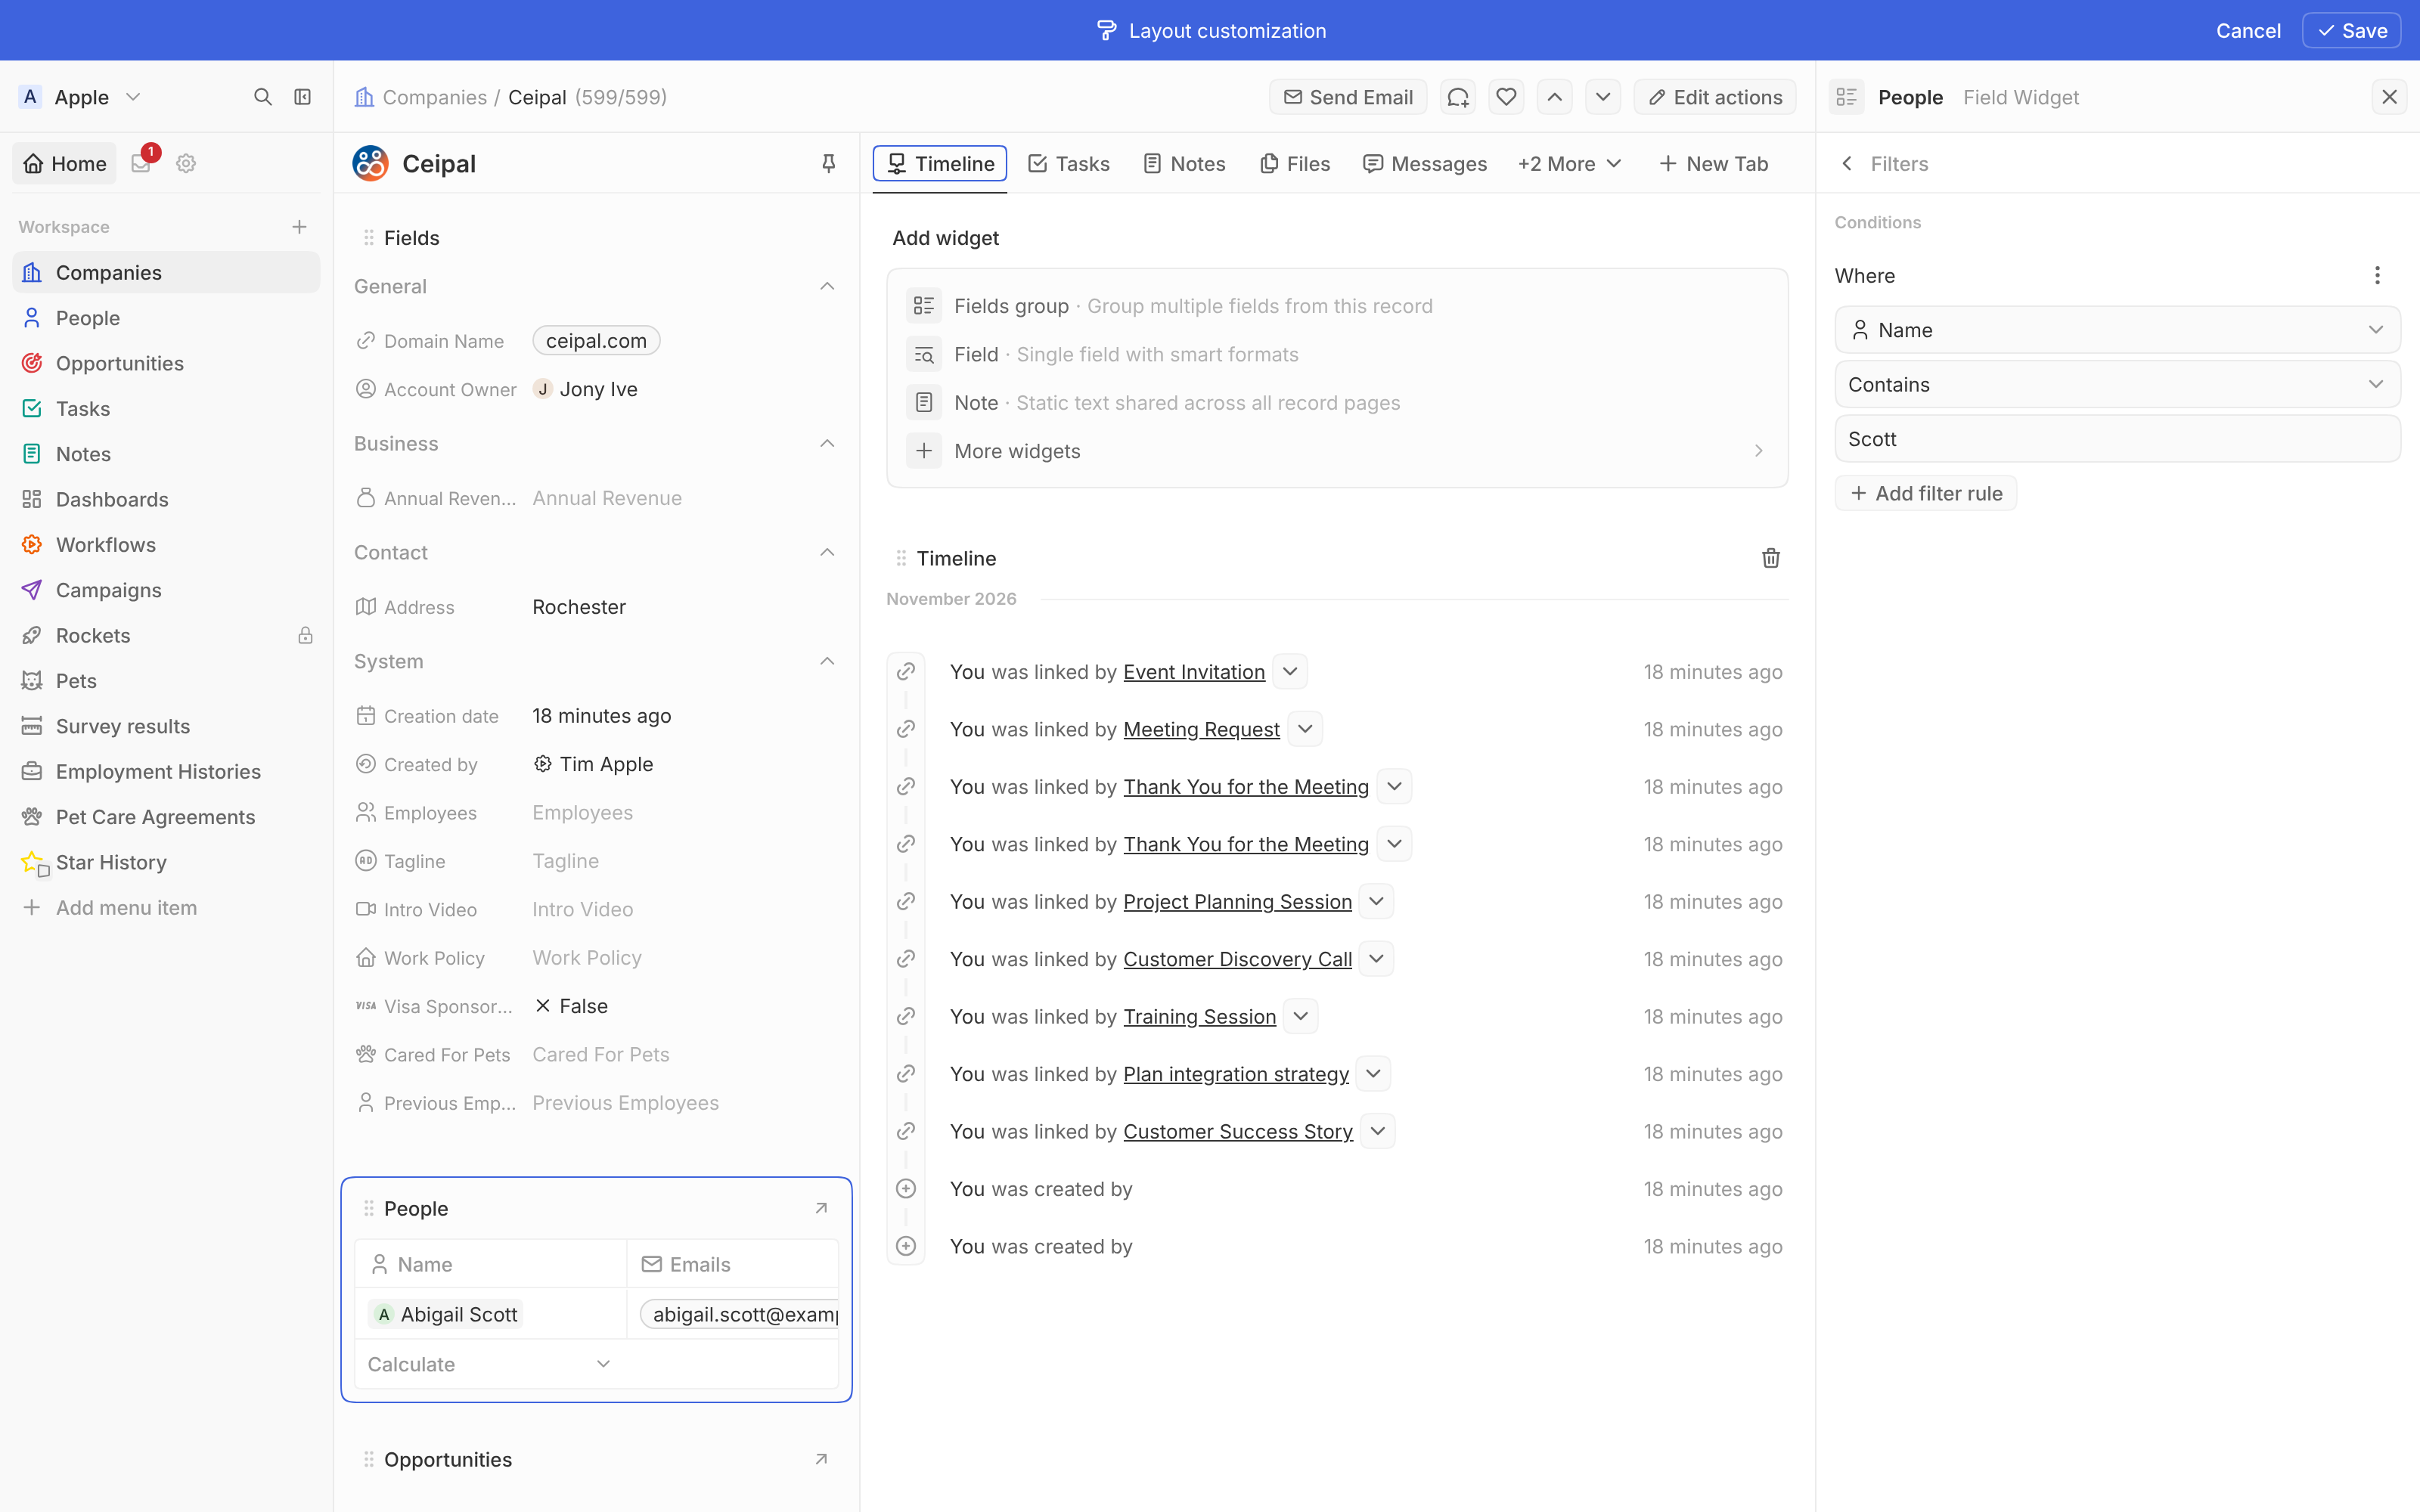 Layout customization
Cancel
Save
A Apple
Companies / Ceipal (599/599)
Send Email
Edit actions
People Field Widget
Home
1
Ceipal
Timeline
Tasks
Notes
Files
Messages
+2 More
New Tab
Filters
Workspace
Companies
People
Opportunities
Tasks
Notes
Dashboards
Workflows
Campaigns
Rockets
Pets
Survey results
Employment Histories
Pet Care Agreements
Star History
Add menu item
Fields
General
Domain Name ceipal.com
Account Owner J Jony Ive
Business
Annual Reven... Annual Revenue
Contact
Address Rochester
System
Creation date 18 minutes ago
Created by Tim Apple
Employees Employees
Tagline Tagline
Intro Video Intro Video
Work Policy Work Policy
VISA Visa Sponsor... False
Cared For Pets Cared For Pets
Previous Emp... Previous Employees
People
Name Emails
A Abigail Scott abigail.scott@examp
Calculate
Opportunities
Add widget
Fields group · Group multiple fields from this record
Field · Single field with smart formats
Note · Static text shared across all record pages
More widgets
Timeline
November 2026
You was linked by Event Invitation 18 minutes ago
You was linked by Meeting Request 18 minutes ago
You was linked by Thank You for the Meeting 18 minutes ago
You was linked by Thank You for the Meeting 18 minutes ago
You was linked by Project Planning Session 18 minutes ago
You was linked by Customer Discovery Call 18 minutes ago
You was linked by Training Session 18 minutes ago
You was linked by Plan integration strategy 18 minutes ago
You was linked by Customer Success Story 18 minutes ago
You was created by 18 minutes ago
You was created by 18 minutes ago
Conditions
Where
Name
Contains
Scott
Add filter rule